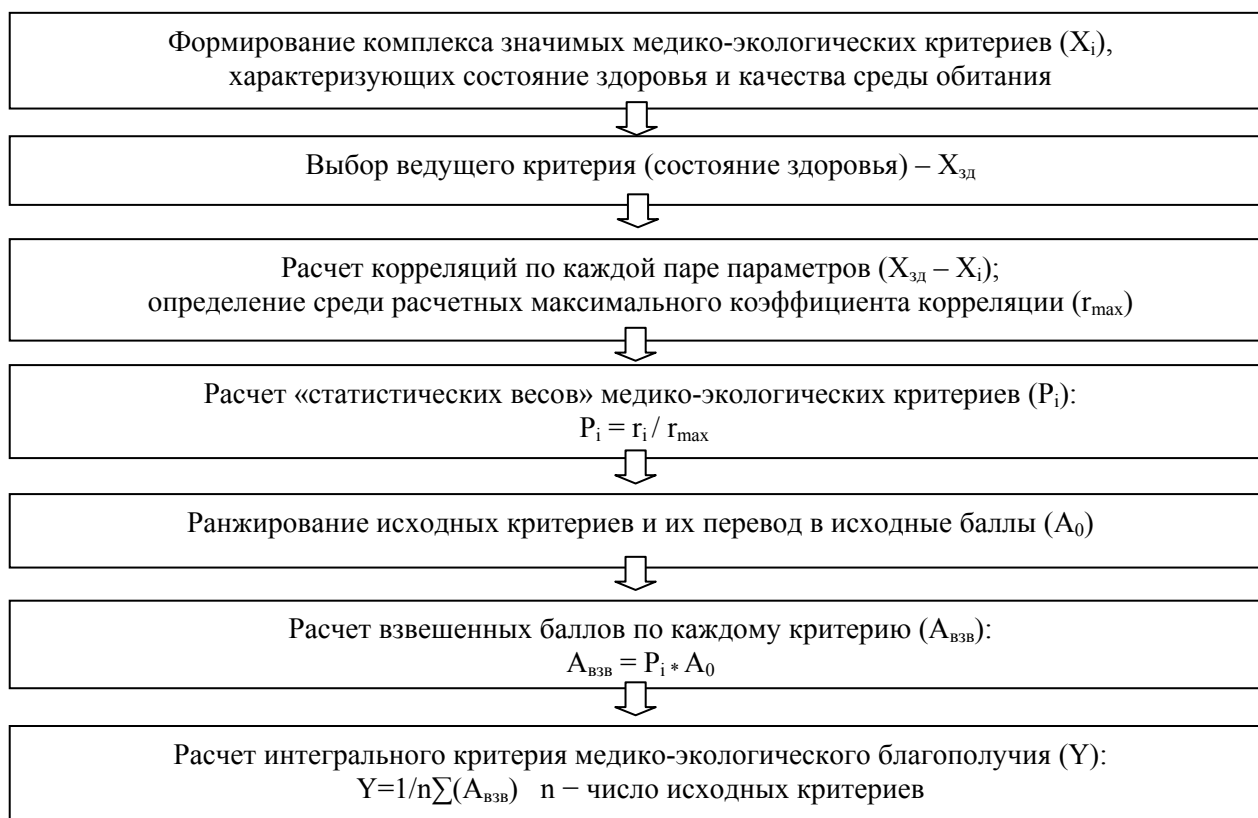 Формирование комплекса значимых медико-экологических критериев (Xᵢ),
характеризующих состояние здоровья и качества среды обитания
Выбор ведущего критерия (состояние здоровья) – Xзд
Расчет корреляций по каждой паре параметров (Xзд – Xᵢ);
определение среди расчетных максимального коэффициента корреляции (rmax)
Расчет «статистических весов» медико-экологических критериев (Pᵢ):
Pᵢ = rᵢ / rmax
Ранжирование исходных критериев и их перевод в исходные баллы (A₀)
Расчет взвешенных баллов по каждому критерию (Aвзв):
Aвзв = Pᵢ * A₀
Расчет интегрального критерия медико-экологического благополучия (Y):
Y=1/n∑(Aвзв) n − число исходных критериев